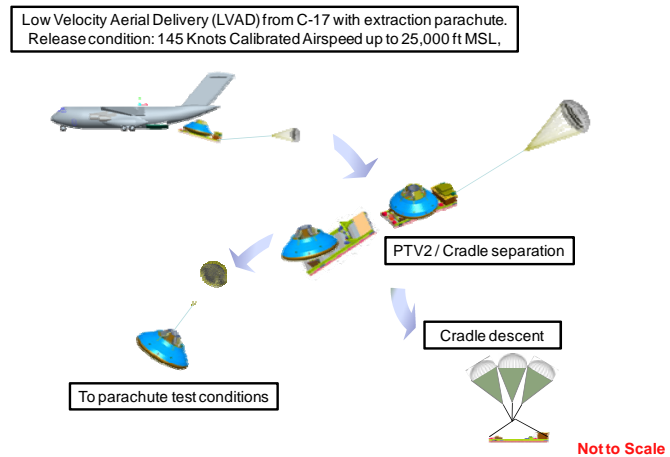 Low Velocity Aerial Delivery (LVAD) from C-17 with extraction parachute.
Release condition: 145 Knots Calibrated Airspeed up to 25,000 ft MSL,
PTV2 / Cradle separation
Cradle descent
To parachute test conditions
Not to Scale